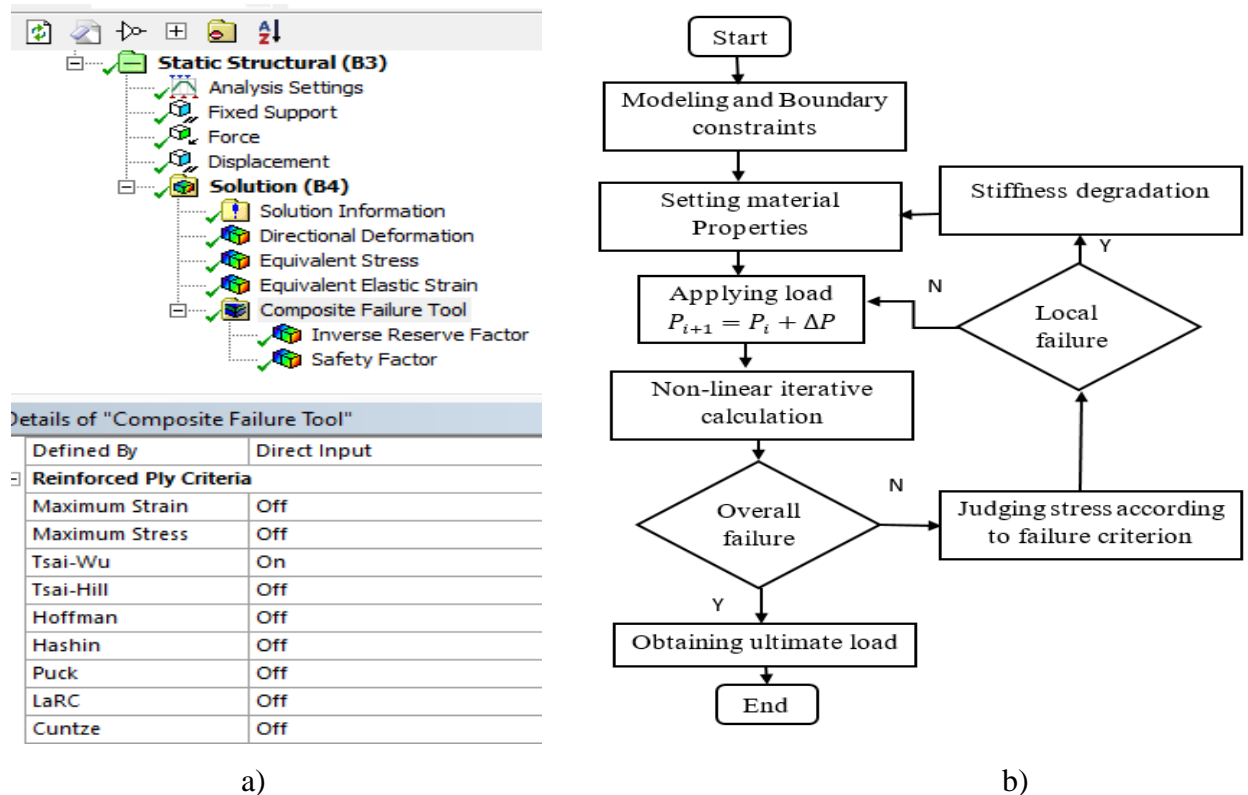 Static Structural (B3)
Analysis Settings
Fixed Support
Force
Displacement
Solution (B4)
Solution Information
Directional Deformation
Equivalent Stress
Equivalent Elastic Strain
Composite Failure Tool
Inverse Reserve Factor
Safety Factor
Details of "Composite Failure Tool"
Defined By Direct Input
Reinforced Ply Criteria
Maximum Strain Off
Maximum Stress Off
Tsai-Wu On
Tsai-Hill Off
Hoffman Off
Hashin Off
Puck Off
LaRC Off
Cuntze Off
a)
Start
Modeling and Boundary
constraints
Setting material
Properties
Applying load
P_{i+1} = P_i + ΔP
Non-linear iterative
calculation
Overall
failure
N
Y
Judging stress according
to failure criterion
Local
failure
N
Y
Stiffness degradation
Obtaining ultimate load
End
b)